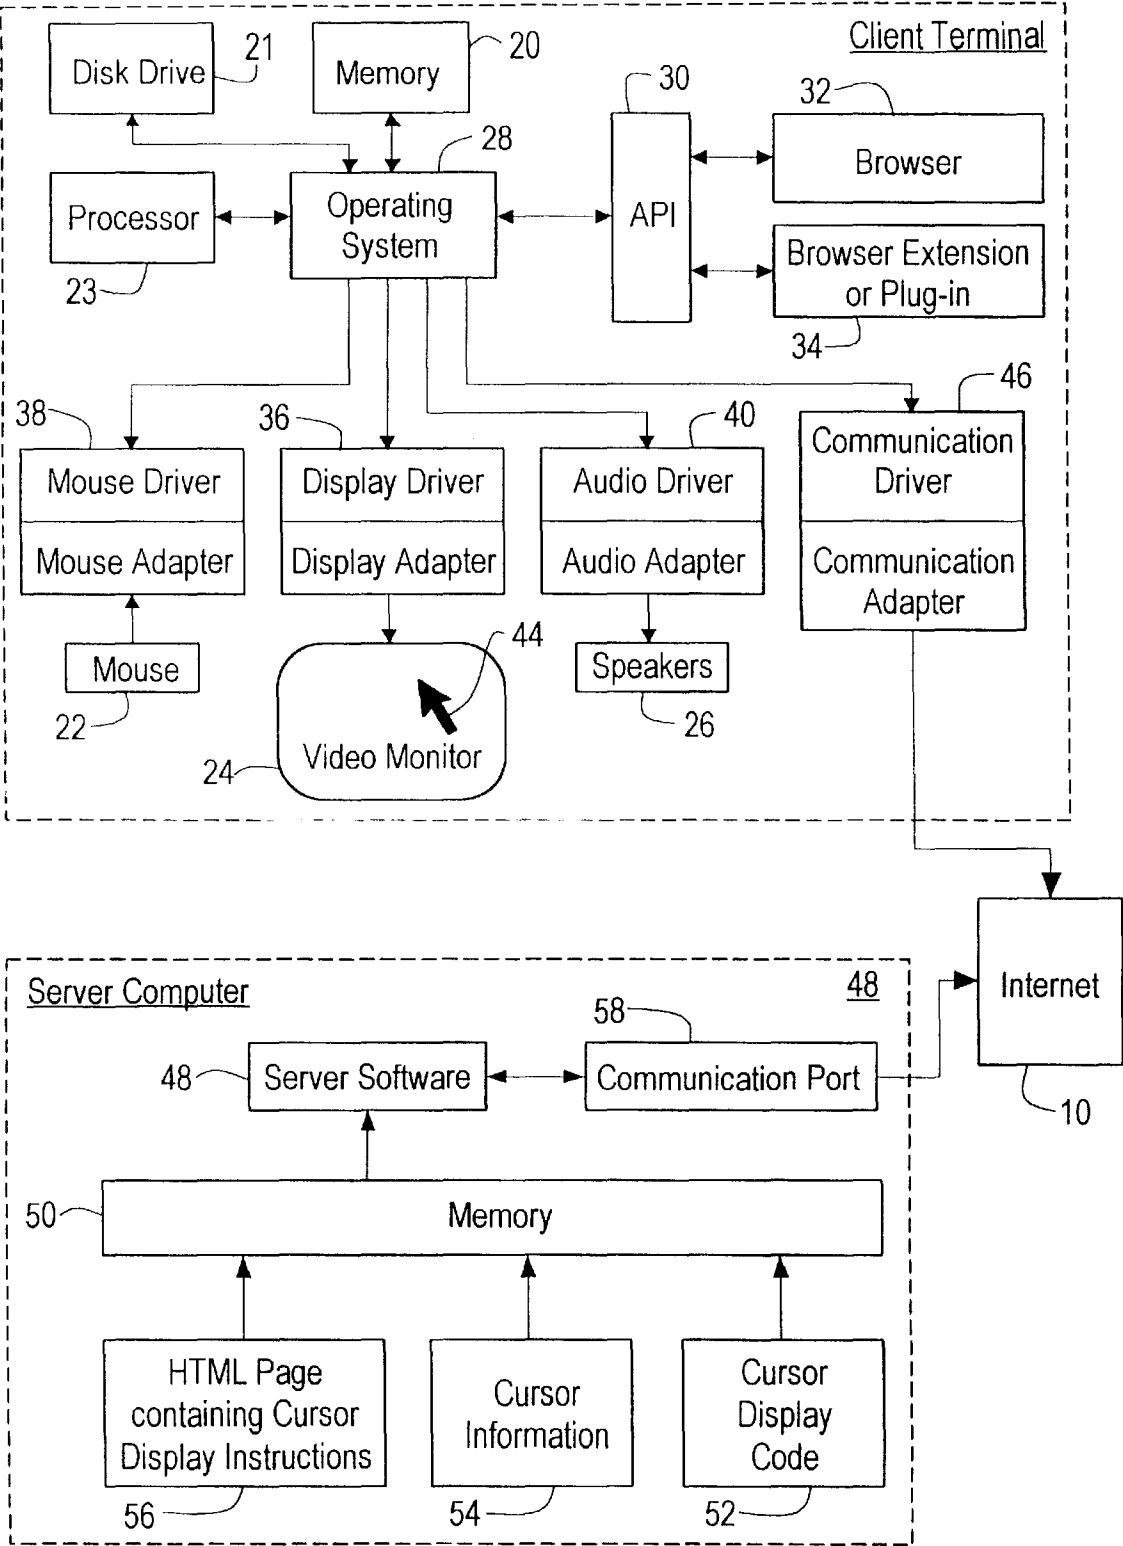 Client Terminal
21
20
Disk Drive
Memory
30
32
28
Browser
Processor
Operating
System
API
Browser Extension
or Plug-in
23
34
38
36
40
46
Mouse Driver
Display Driver
Audio Driver
Communication
Driver
Mouse Adapter
Display Adapter
Audio Adapter
Communication
Adapter
Mouse
44
Speakers
22
26
24
Video Monitor
Internet
10
Server Computer
48
58
48
Server Software
Communication Port
50
Memory
HTML Page
containing Cursor
Display Instructions
Cursor
Information
Cursor
Display
Code
56
54
52